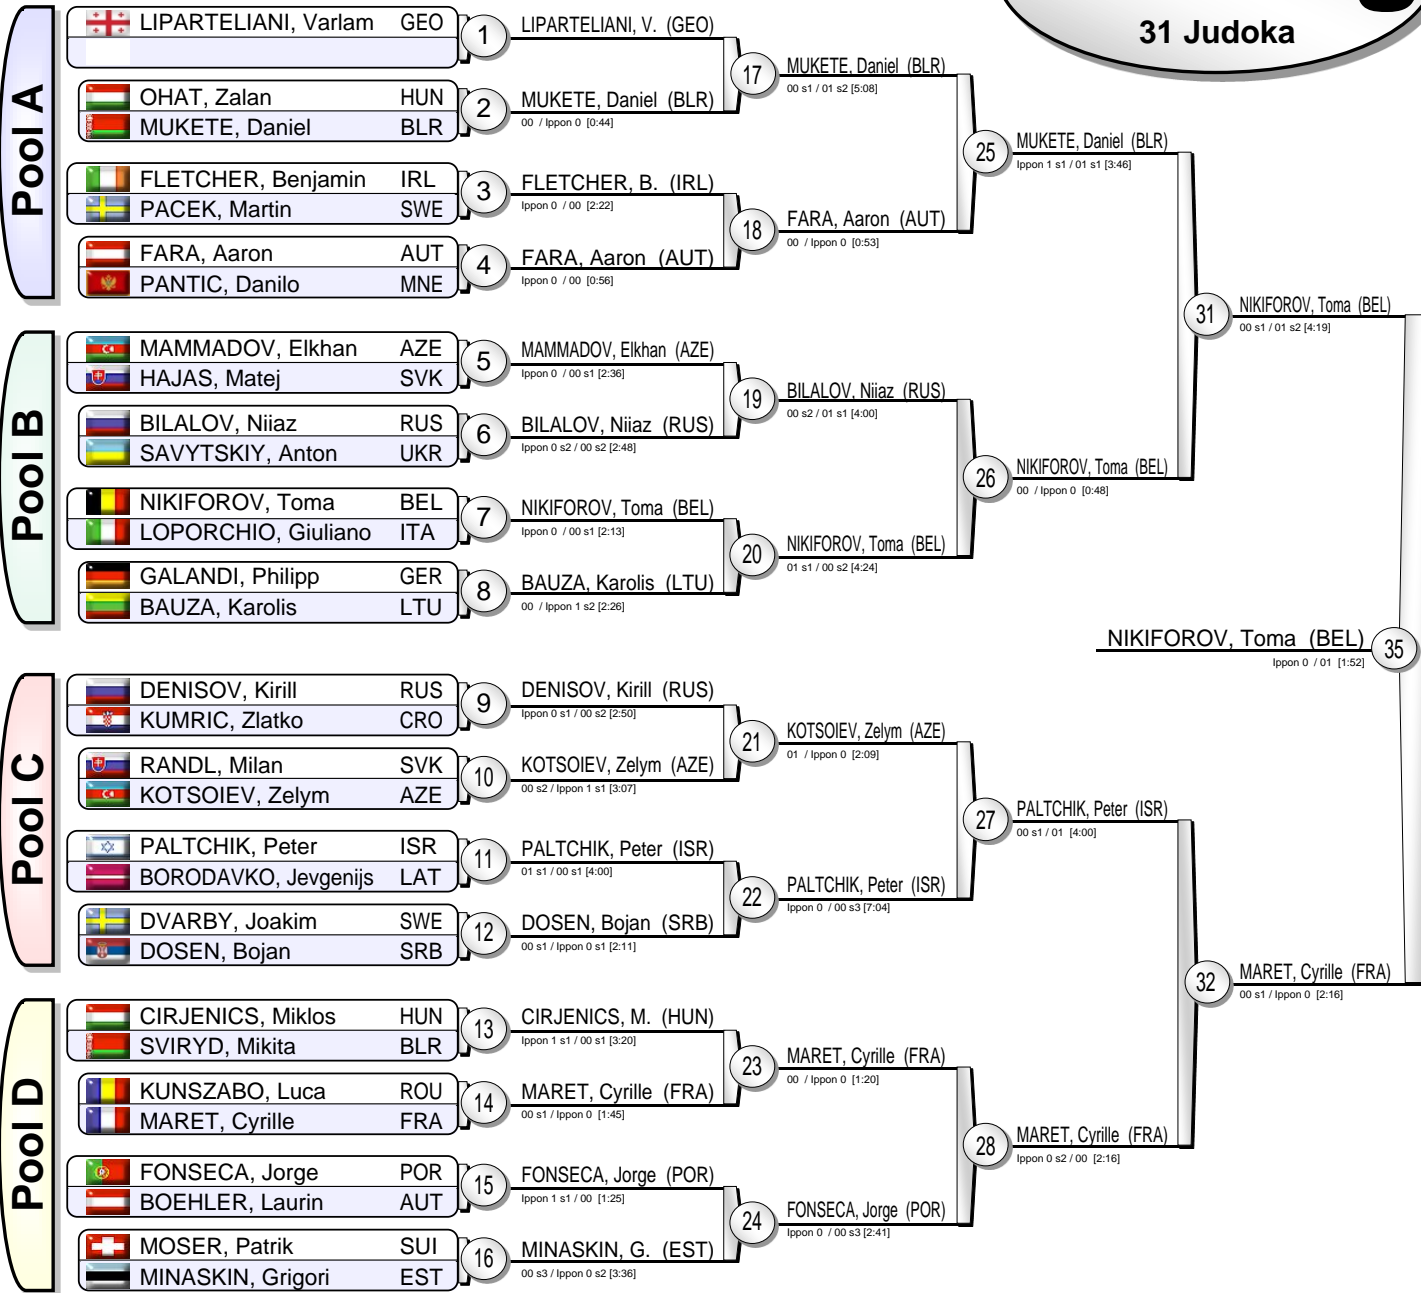 31 Judoka
Pool A
LIPARTELIANI, Varlam GEO
OHAT, Zalan HUN
MUKETE, Daniel BLR
FLETCHER, Benjamin IRL
PACEK, Martin SWE
FARA, Aaron AUT
PANTIC, Danilo MNE
Pool B
MAMMADOV, Elkhan AZE
HAJAS, Matej SVK
BILALOV, Niiaz RUS
SAVYTSKIY, Anton UKR
NIKIFOROV, Toma BEL
LOPORCHIO, Giuliano ITA
GALANDI, Philipp GER
BAUZA, Karolis LTU
Pool C
DENISOV, Kirill RUS
KUMRIC, Zlatko CRO
RANDL, Milan SVK
KOTSOIEV, Zelym AZE
PALTCHIK, Peter ISR
BORODAVKO, Jevgenijs LAT
DVARBY, Joakim SWE
DOSEN, Bojan SRB
Pool D
CIRJENICS, Miklos HUN
SVIRYD, Mikita BLR
KUNSZABO, Luca ROU
MARET, Cyrille FRA
FONSECA, Jorge POR
BOEHLER, Laurin AUT
MOSER, Patrik SUI
MINASKIN, Grigori EST
1 LIPARTELIANI, V. (GEO)
2 MUKETE, Daniel (BLR)
00 / Ippon 0 [0:44]
3 FLETCHER, B. (IRL)
Ippon 0 / 00 [2:22]
4 FARA, Aaron (AUT)
Ippon 0 / 00 [0:56]
5 MAMMADOV, Elkhan (AZE)
Ippon 0 / 00 s1 [2:36]
6 BILALOV, Niiaz (RUS)
Ippon 0 s2 / 00 s2 [2:48]
7 NIKIFOROV, Toma (BEL)
Ippon 0 / 00 s1 [2:13]
8 BAUZA, Karolis (LTU)
00 / Ippon 1 s2 [2:26]
9 DENISOV, Kirill (RUS)
Ippon 0 s1 / 00 s2 [2:50]
10 KOTSOIEV, Zelym (AZE)
00 s2 / Ippon 1 s1 [3:07]
11 PALTCHIK, Peter (ISR)
01 s1 / 00 s1 [4:00]
12 DOSEN, Bojan (SRB)
00 s1 / Ippon 0 s1 [2:11]
13 CIRJENICS, M. (HUN)
Ippon 1 s1 / 00 s1 [3:20]
14 MARET, Cyrille (FRA)
00 s1 / Ippon 0 [1:45]
15 FONSECA, Jorge (POR)
Ippon 1 s1 / 00 [1:25]
16 MINASKIN, G. (EST)
00 s3 / Ippon 0 s2 [3:36]
17 MUKETE, Daniel (BLR)
00 s1 / 01 s2 [5:08]
18 FARA, Aaron (AUT)
00 / Ippon 0 [0:53]
19 BILALOV, Niiaz (RUS)
00 s2 / 01 s1 [4:00]
20 NIKIFOROV, Toma (BEL)
01 s1 / 00 s2 [4:24]
21 KOTSOIEV, Zelym (AZE)
01 / Ippon 0 [2:09]
22 PALTCHIK, Peter (ISR)
Ippon 0 / 00 s3 [7:04]
23 MARET, Cyrille (FRA)
00 / Ippon 0 [1:20]
24 FONSECA, Jorge (POR)
Ippon 0 / 00 s3 [2:41]
25 MUKETE, Daniel (BLR)
Ippon 1 s1 / 01 s1 [3:46]
26 NIKIFOROV, Toma (BEL)
00 / Ippon 0 [0:48]
27 PALTCHIK, Peter (ISR)
00 s1 / 01 [4:00]
28 MARET, Cyrille (FRA)
Ippon 0 s2 / 00 [2:16]
31 NIKIFOROV, Toma (BEL)
00 s1 / 01 s2 [4:19]
32 MARET, Cyrille (FRA)
00 s1 / Ippon 0 [2:16]
NIKIFOROV, Toma (BEL) 35
Ippon 0 / 01 [1:52]